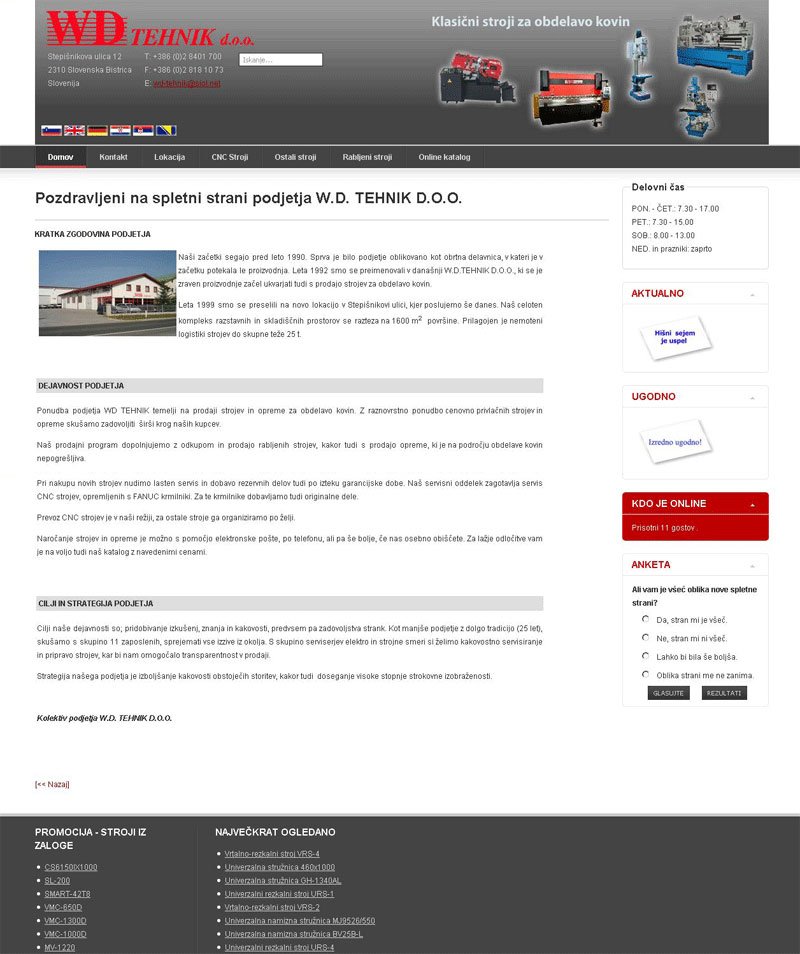 WD TEHNIK d.o.o.
Klasični stroji za obdelavo kovin
Stepišnikova ulica 12
2310 Slovenska Bistrica
Slovenija
T: +386 (0)2 8401 700
F: +386 (0)2 818 10 73
E: wd-tehnik@siol.net
Iskanje...
Domov
Kontakt
Lokacija
CNC Stroji
Ostali stroji
Rabljeni stroji
Online katalog
Pozdravljeni na spletni strani podjetja W.D. TEHNIK D.O.O.
KRATKA ZGODOVINA PODJETJA
Naši začetki segajo pred leto 1990. Sprva je bilo podjetje oblikovano kot obrtna delavnica, v kateri je v
začetku potekala le proizvodnja. Leta 1992 smo se preimenovali v današnji W.D.TEHNIK D.O.O., ki se je
zraven proizvodnje začel ukvarjati tudi s prodajo strojev za obdelavo kovin.
Leta 1999 smo se preselili na novo lokacijo v Stepišnikovi ulici, kjer poslujemo še danes. Naš celoten
kompleks razstavnih in skladiščnih prostorov se razteza na 1600 m2 površine. Prilagojen je nemoteni
logistiki strojev do skupne teže 25 t.
DEJAVNOST PODJETJA
Ponudba podjetja WD TEHNIK temelji na prodaji strojev in opreme za obdelavo kovin. Z raznovrstno ponudbo cenovno privlačnih strojev in
opreme skušamo zadovoljiti širši krog naših kupcev.
Naš prodajni program dopolnjujemo z odkupom in prodajo rabljenih strojev, kakor tudi s prodajo opreme, ki je na področju obdelave kovin
nepogrešljiva.
Pri nakupu novih strojev nudimo lasten servis in dobavo rezervnih delov tudi po izteku garancijske dobe. Naš servisni oddelek zagotavlja servis
CNC strojev, opremljenih s FANUC krmilniki. Za te krmilnike dobavljamo tudi originalne dele.
Prevoz CNC strojev je v naši režiji, za ostale stroje ga organiziramo po želji.
Naročanje strojev in opreme je možno s pomočjo elektronske pošte, po telefonu, ali pa še bolje, če nas osebno obiščete. Za lažje odločitve vam
je na voljo tudi naš katalog z navedenimi cenami.
CILJI IN STRATEGIJA PODJETJA
Cilji naše dejavnosti so; pridobivanje izkušenj, znanja in kakovosti, predvsem pa zadovoljstva strank. Kot manjše podjetje z dolgo tradicijo (25 let),
skušamo s skupino 11 zaposlenih, sprejemati vse izzive iz okolja. S skupino serviserjev elektro in strojne smeri si želimo kakovostno servisiranje
in pripravo strojev, kar bi nam omogočalo transparentnost v prodaji.
Strategija našega podjetja je izboljšanje kakovosti obstoječih storitev, kakor tudi doseganje visoke stopnje strokovne izobraženosti.
Kolektiv podjetja W.D. TEHNIK D.O.O.
[<< Nazaj]
Delovni čas
PON. - ČET.: 7.30 - 17.00
PET.: 7.30 - 15.00
SOB.: 8.00 - 13.00
NED. in prazniki: zaprto
AKTUALNO
Hišni sejem
je uspel
UGODNO
Izredno ugodno!
KDO JE ONLINE
Prisotni 11 gostov .
ANKETA
Ali vam je všeč oblika nove spletne
strani?
Da, stran mi je všeč.
Ne, stran mi ni všeč.
Lahko bi bila še boljša.
Oblika strani me ne zanima.
GLASUJTE
REZULTATI
PROMOCIJA - STROJI IZ
ZALOGE
CS6150IX1000
SL-200
SMART-42T8
VMC-650D
VMC-1300D
VMC-1000D
MV-1220
NAJVEČKRAT OGLEDANO
Vrtalno-rezkalni stroj VRS-4
Univerzalna stružnica 460x1000
Univerzalna stružnica GH-1340AL
Univerzalni rezkalni stroj URS-1
Vrtalno-rezkalni stroj VRS-2
Univerzalna namizna stružnica MJ9526/550
Univerzalna namizna stružnica BV25B-L
Univerzalni rezkalni stroj URS-4